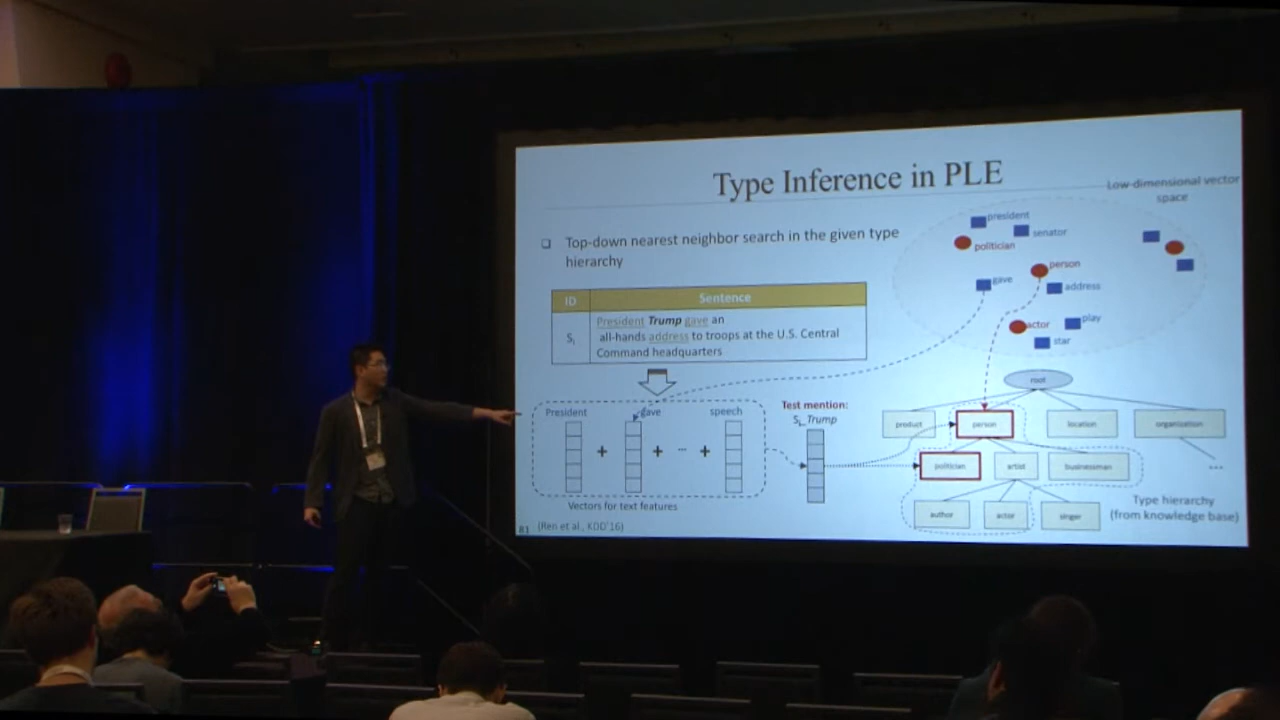 Type Inference in PLE
Low-dimensional vector
space
president
senator
politician
person
gave
address
actor
play
star
❑ Top-down nearest neighbor search in the given type
hierarchy
ID Sentence
Si President Trump gave an
all-hands address to troops at the U.S. Central
Command headquarters
President gave speech
+ + ... +
Vectors for text features
Test mention:
Si_Trump
root
product person location organization
politician artist businessman
...
author actor singer
Type hierarchy
(from knowledge base)
81 (Ren et al., KDD'16)